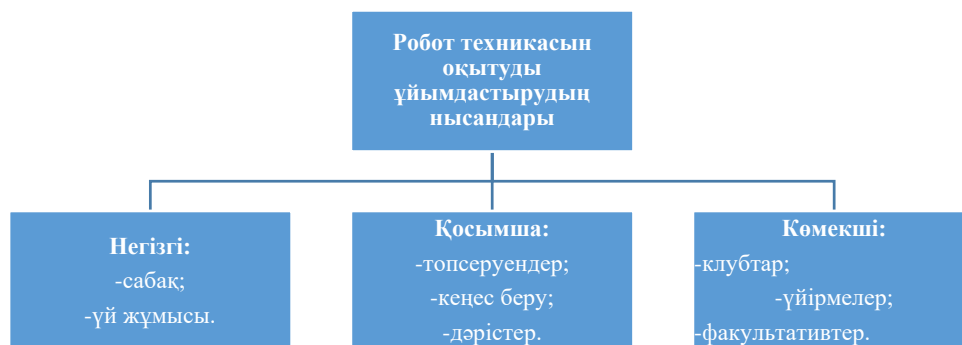 Робот техникасын
оқытуды
ұйымдастырудың
нысандары
Негізгі:
-сабақ;
-үй жұмысы.
Қосымша:
-топсеруендер;
-кеңес беру;
-дәрістер.
Көмекші:
-клубтар;
-үйірмелер;
-факультативтер.